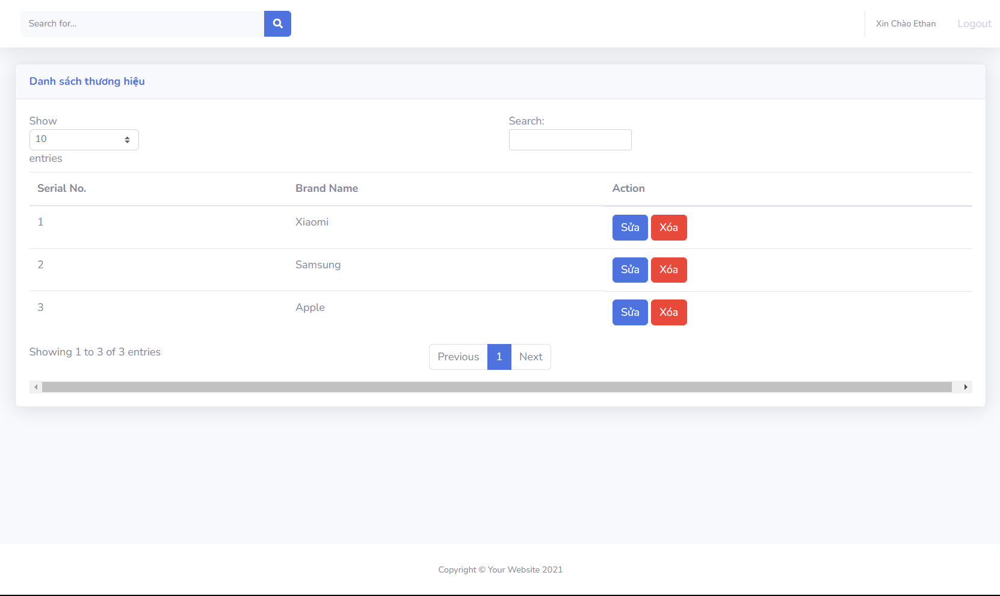 Search for...
Xin Chào Ethan
Logout
Danh sách thương hiệu
Show
Search:
10
entries
Serial No. Brand Name Action
1 Xiaomi Sửa Xóa
2 Samsung Sửa Xóa
3 Apple Sửa Xóa
Showing 1 to 3 of 3 entries
Previous 1 Next
Copyright © Your Website 2021